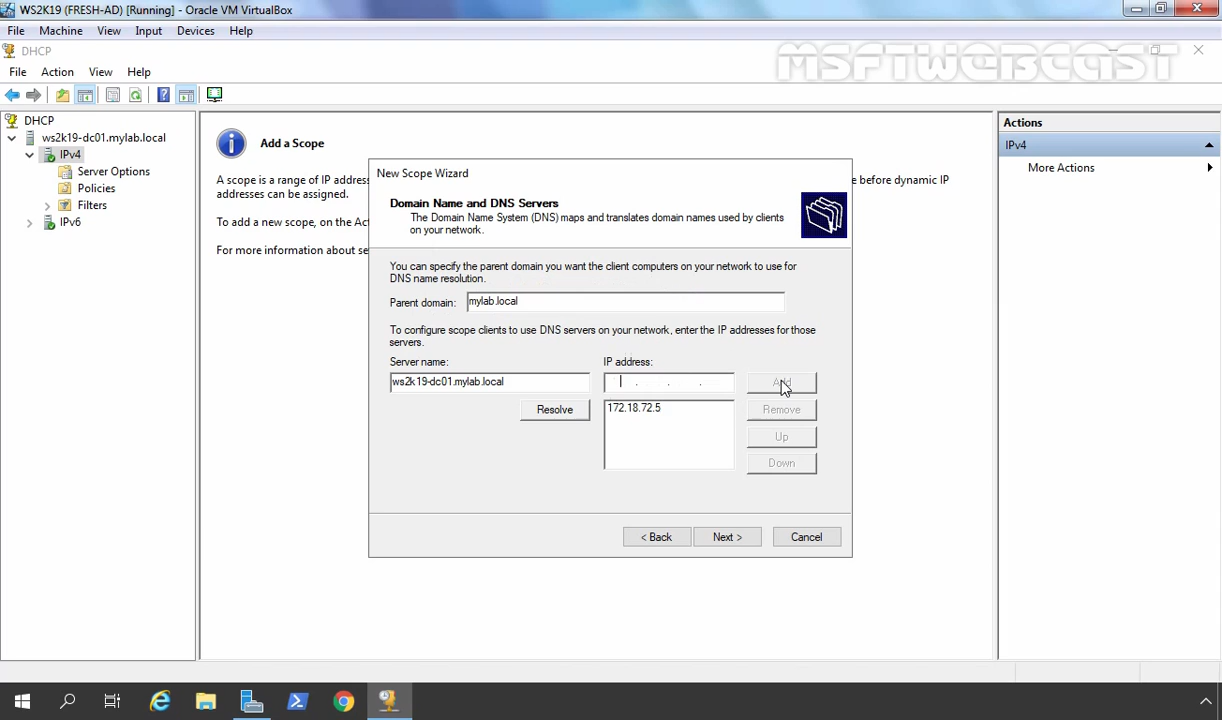 WS2K19 (FRESH-AD) [Running] - Oracle VM VirtualBox
File Machine View Input Devices Help
DHCP
MSFTWEBCAST
File Action View Help
DHCP
ws2k19-dc01.mylab.local
IPv4
Server Options
Policies
Filters
IPv6
Add a Scope
A scope is a range of IP addres
e before dynamic IP
addresses can be assigned.
To add a new scope, on the Act
For more information about se
New Scope Wizard
Domain Name and DNS Servers
The Domain Name System (DNS) maps and translates domain names used by clients
on your network.
You can specify the parent domain you want the client computers on your network to use for
DNS name resolution.
Parent domain: mylab.local
To configure scope clients to use DNS servers on your network, enter the IP addresses for those
servers.
Server name: IP address:
ws2k19-dc01.mylab.local . . . Add
Resolve 172.18.72.5 Remove
Up
Down
< Back Next > Cancel
Actions
IPv4
More Actions